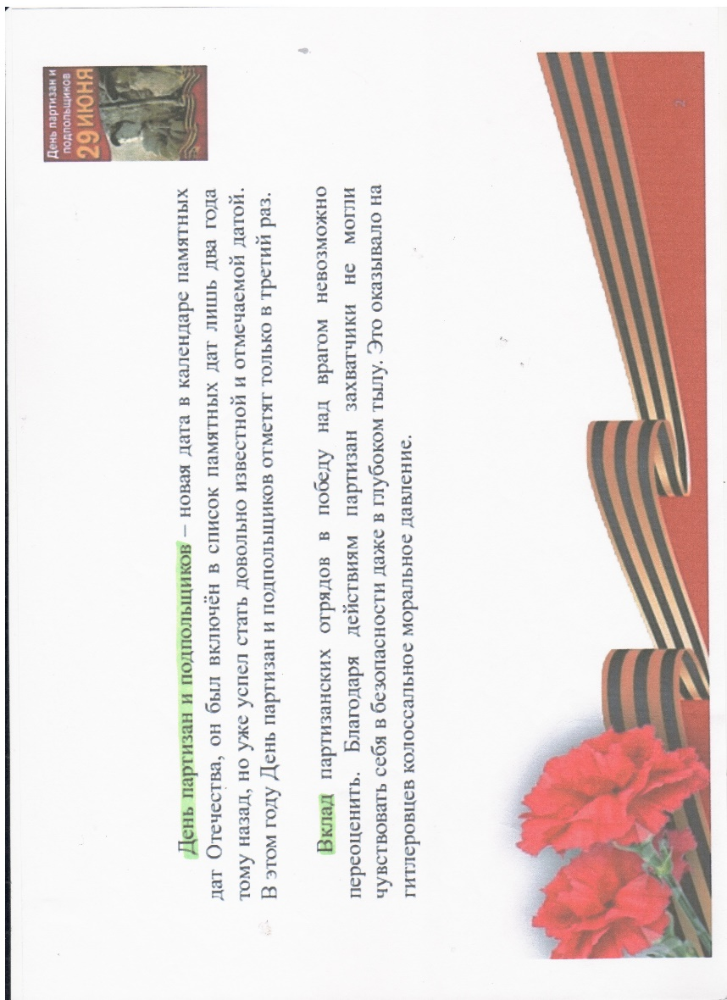 День партизан и
подпольщиков
29 ИЮНЯ
День партизан и подпольщиков – новая дата в календаре памятных
дат Отечества, он был включён в список памятных дат лишь два года
тому назад, но уже успел стать довольно известной и отмечаемой датой.
В этом году День партизан и подпольщиков отметят только в третий раз.
Вклад партизанских отрядов в победу над врагом невозможно
переоценить. Благодаря действиям партизан захватчики не могли
чувствовать себя в безопасности даже в глубоком тылу. Это оказывало на
гитлеровцев колоссальное моральное давление.
2